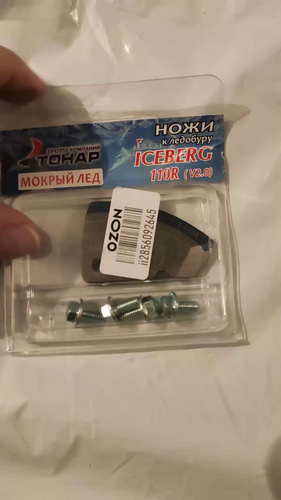 ГРУППА КОМПАНИЙ
ТОНАР
МОКРЫЙ ЛЕД
НОЖИ
к ледобуру
ICEBERG
110R (V2.0)
OZON
ii2856092645